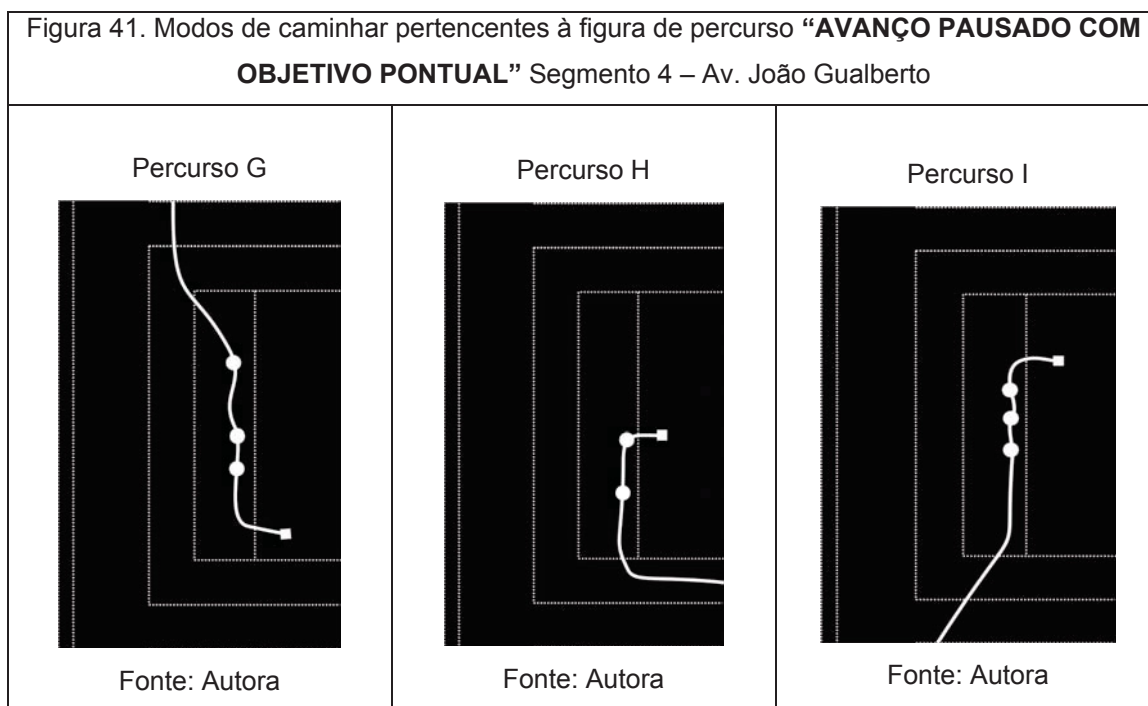 Figura 41. Modos de caminhar pertencentes à figura de percurso “AVANÇO PAUSADO COM
OBJETIVO PONTUAL” Segmento 4 – Av. João Gualberto
Percurso G
Percurso H
Percurso I
Fonte: Autora
Fonte: Autora
Fonte: Autora